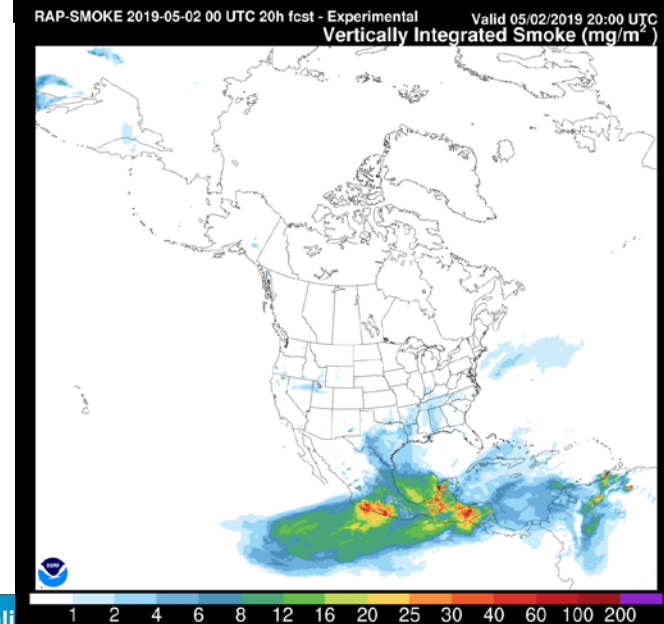 RAP-SMOKE 2019-05-02 00 UTC 20h fcst - Experimental
Valid 05/02/2019 20:00 UTC
Vertically Integrated Smoke (mg/m²)
1 2 4 6 8 12 16 20 25 30 40 60 100 200